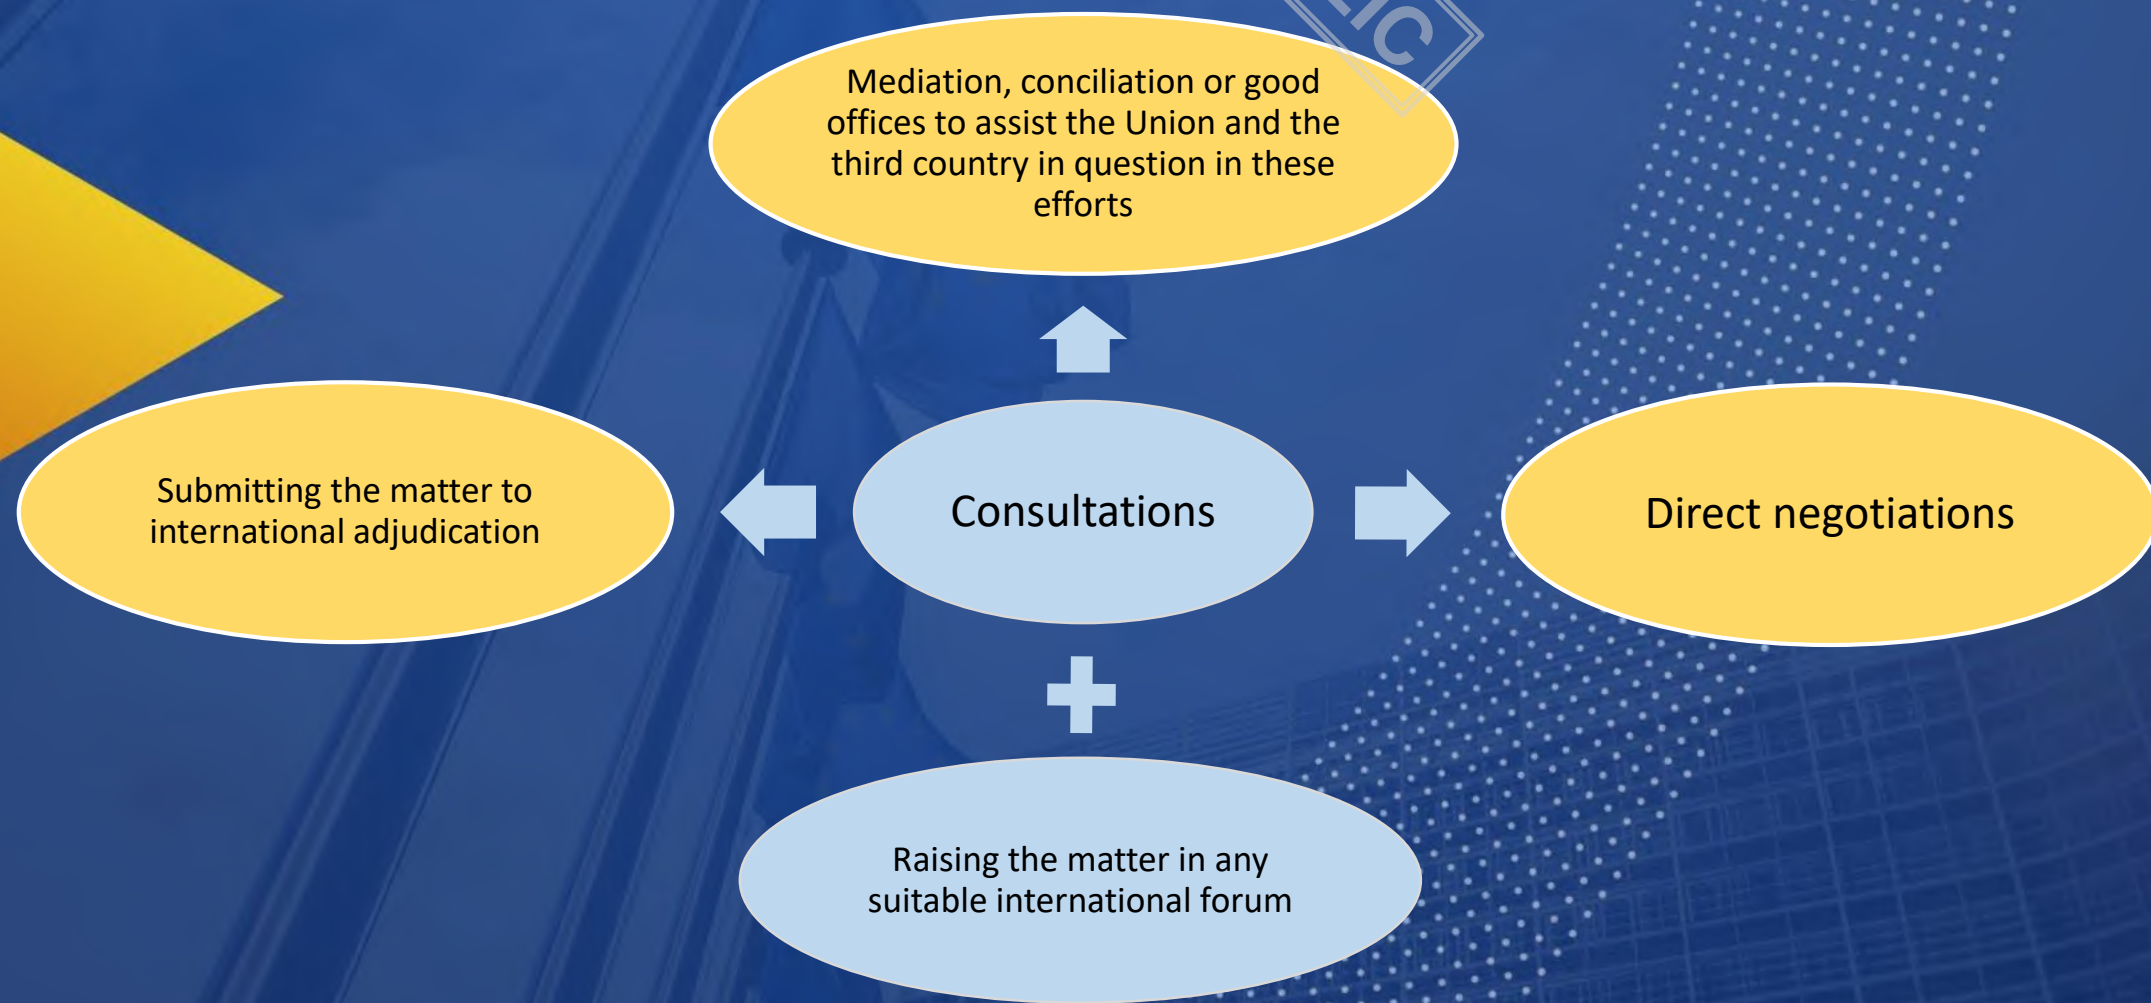 Mediation, conciliation or good
offices to assist the Union and the
third country in question in these
efforts
Submitting the matter to
international adjudication
Consultations
Direct negotiations
Raising the matter in any
suitable international forum